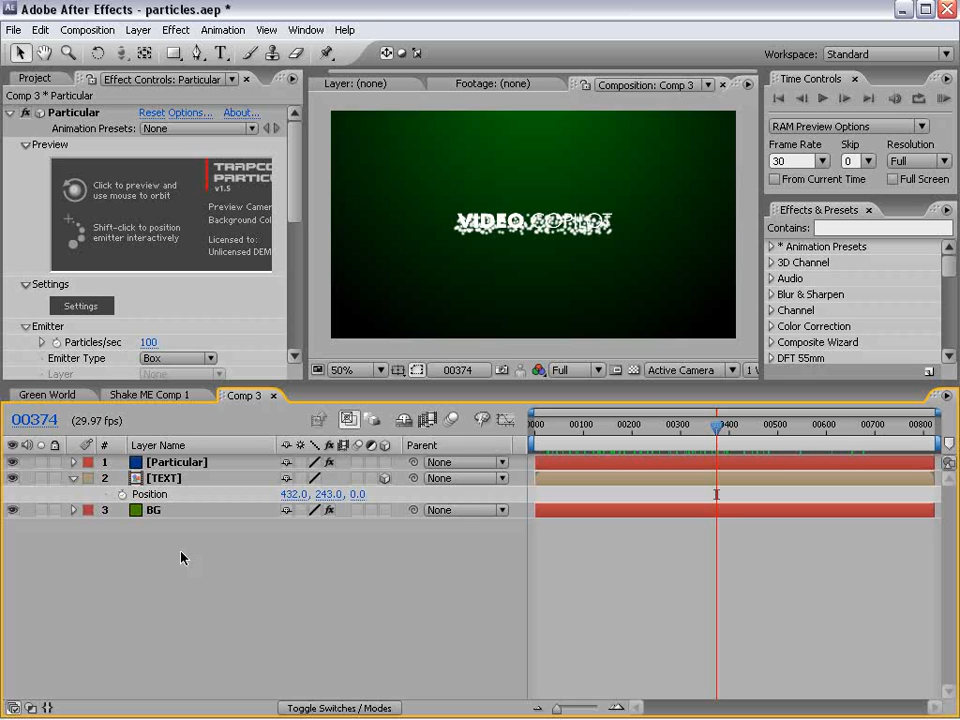 Adobe After Effects - particles.aep *
File Edit Composition Layer Effect Animation View Window Help
Workspace: Standard
Project Effect Controls: Particular
Layer: (none) Footage: (none) Composition: Comp 3
Time Controls
Comp 3 * Particular
Particular Reset Options... About...
Animation Presets: None
Preview
TRAPCO
PARTIC
v1.5
Click to preview and
use mouse to orbit
Preview Camer
Background Col
Shift-click to position
emitter interactively
Licensed to:
Unlicensed DEM
Settings
Settings
Emitter
Particles/sec 100
Emitter Type Box
Layer None
VIDEO COPILOT
50% 00374 Full Active Camera 1 V
RAM Preview Options
Frame Rate Skip Resolution
30 0 Full
From Current Time Full Screen
Effects & Presets
Contains:
* Animation Presets
3D Channel
Audio
Blur & Sharpen
Channel
Color Correction
Composite Wizard
DFT 55mm
Green World Shake ME Comp 1 Comp 3
00374 (29.97 fps)
0000 00100 00200 00300 00400 00500 00600 00700 00800
# Layer Name Parent
1 [Particular] None
2 [TEXT] None
Position 432.0, 243.0, 0.0
3 BG None
Toggle Switches / Modes